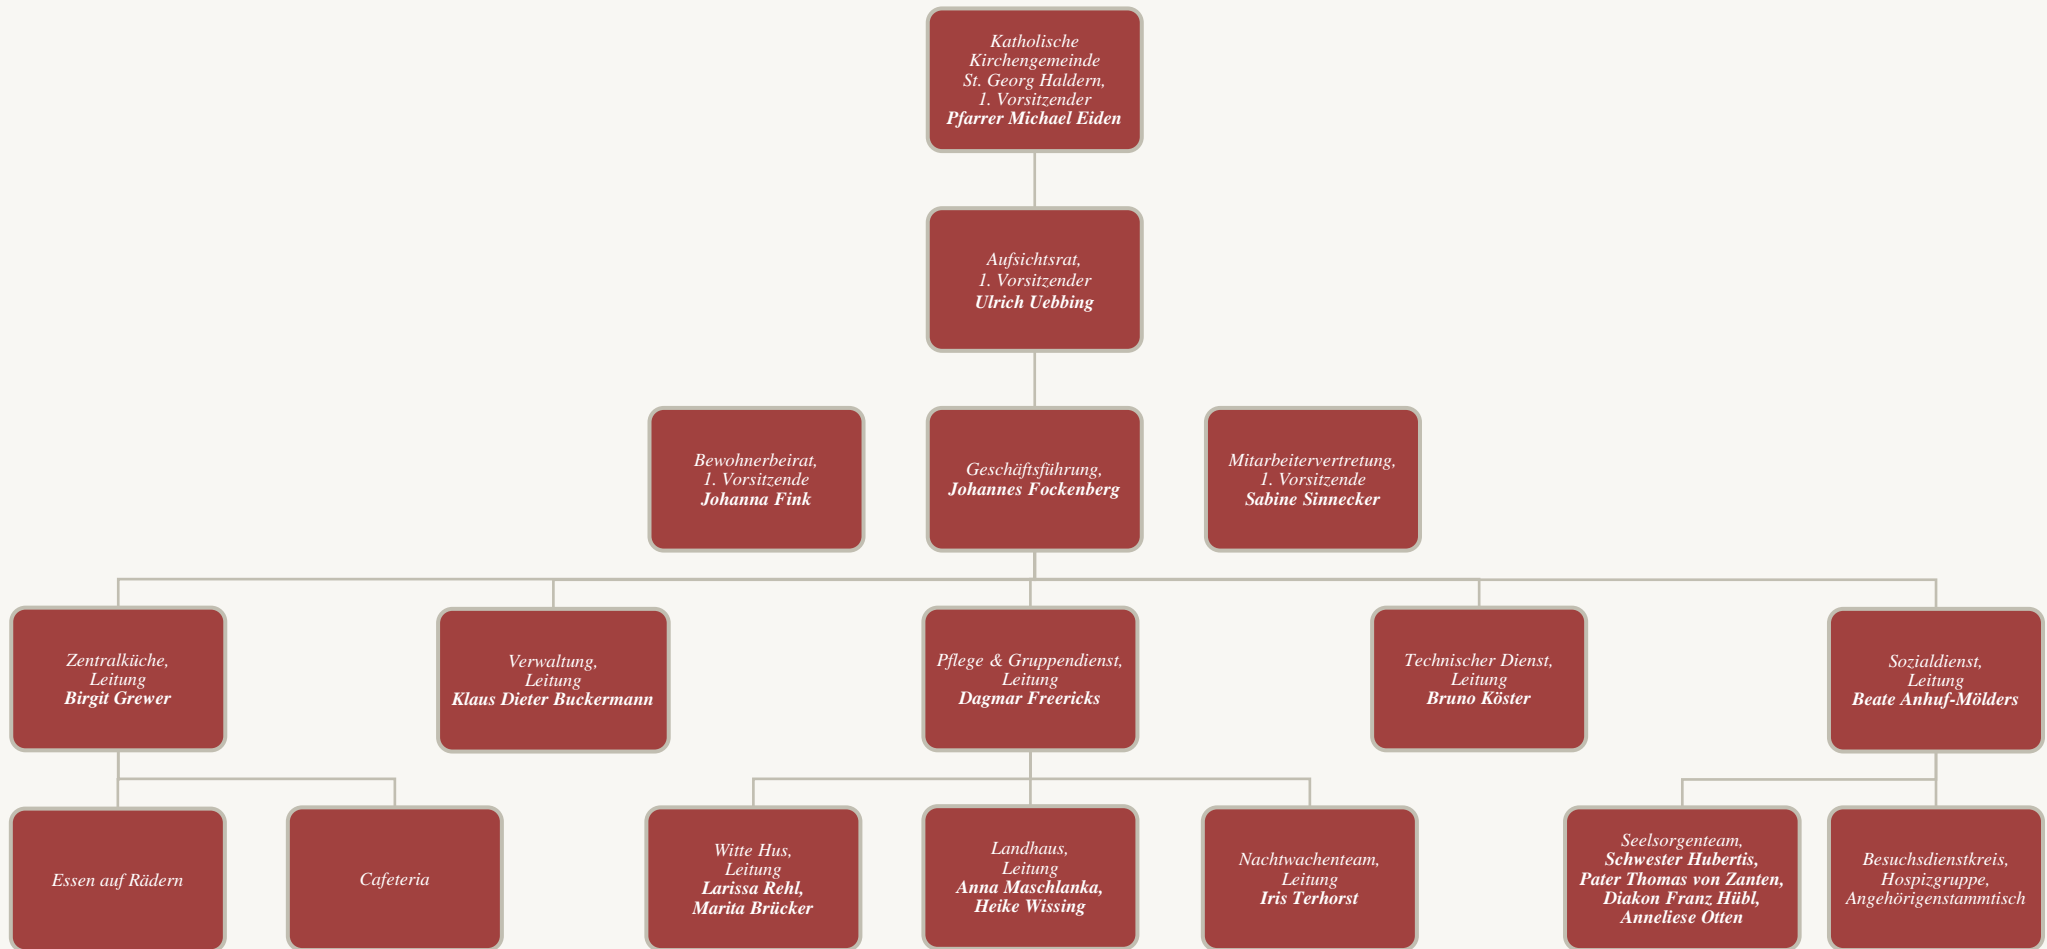 Katholische
Kirchengemeinde
St. Georg Haldern,
1. Vorsitzender
Pfarrer Michael Eiden
Aufsichtsrat,
1. Vorsitzender
Ulrich Uebbing
Bewohnerbeirat,
1. Vorsitzende
Johanna Fink
Geschäftsführung,
Johannes Fockenberg
Mitarbeitervertretung,
1. Vorsitzende
Sabine Sinnecker
Zentralküche,
Leitung
Birgit Grewer
Verwaltung,
Leitung
Klaus Dieter Buckermann
Pflege & Gruppendienst,
Leitung
Dagmar Freericks
Technischer Dienst,
Leitung
Bruno Köster
Sozialdienst,
Leitung
Beate Anhuf-Mölders
Essen auf Rädern
Cafeteria
Witte Hus,
Leitung
Larissa Rehl,
Marita Brücker
Landhaus,
Leitung
Anna Maschlanka,
Heike Wissing
Nachtwachenteam,
Leitung
Iris Terhorst
Seelsorgenteam,
Schwester Hubertis,
Pater Thomas von Zanten,
Diakon Franz Hübl,
Anneliese Otten
Besuchsdienstkreis,
Hospizgruppe,
Angehörigenstammtisch